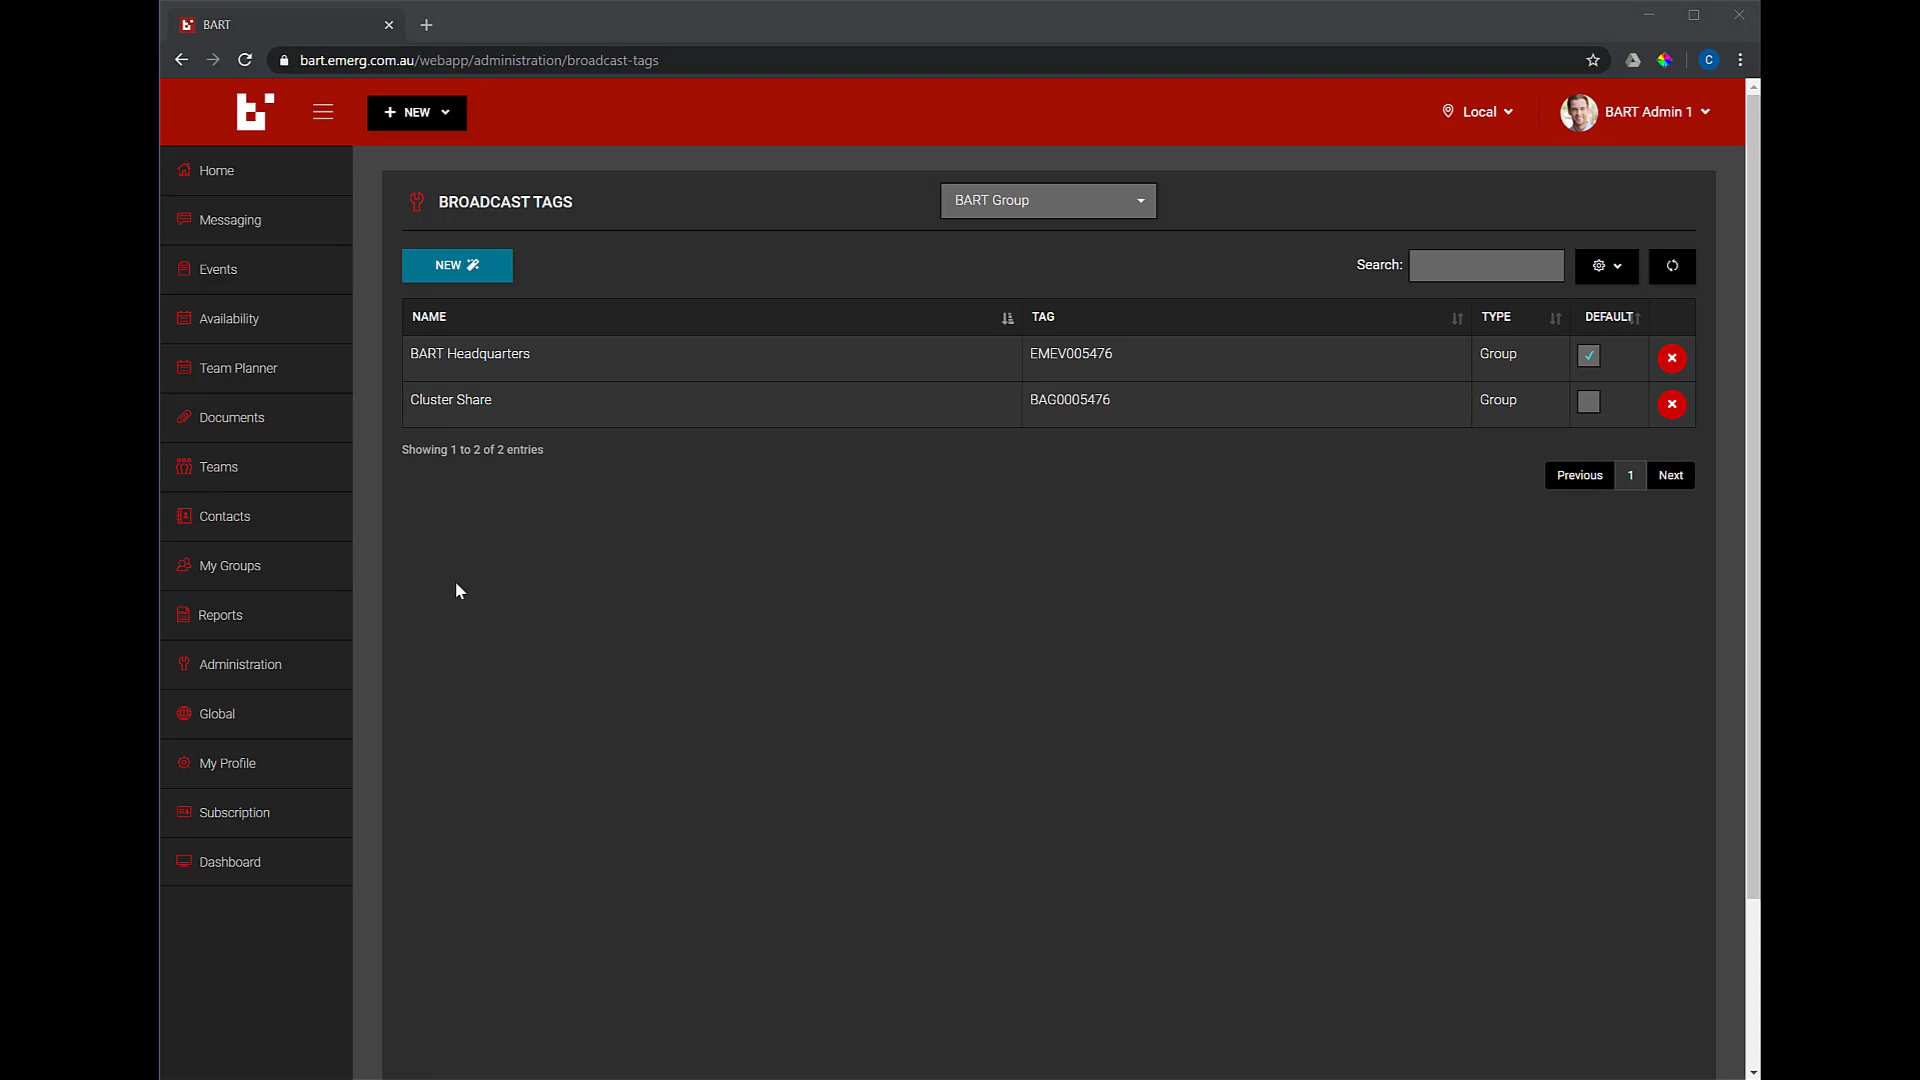 BART
bart.emerg.com.au/webapp/administration/broadcast-tags
C
NEW
Local
BART Admin 1
Home
Messaging
Events
Availability
Team Planner
Documents
Teams
Contacts
My Groups
Reports
Administration
Global
My Profile
Subscription
Dashboard
BROADCAST TAGS
BART Group
NEW
Search:
NAME TAG TYPE DEFAULT
BART Headquarters EMEV005476 Group
Cluster Share BAG0005476 Group
Showing 1 to 2 of 2 entries
Previous 1 Next